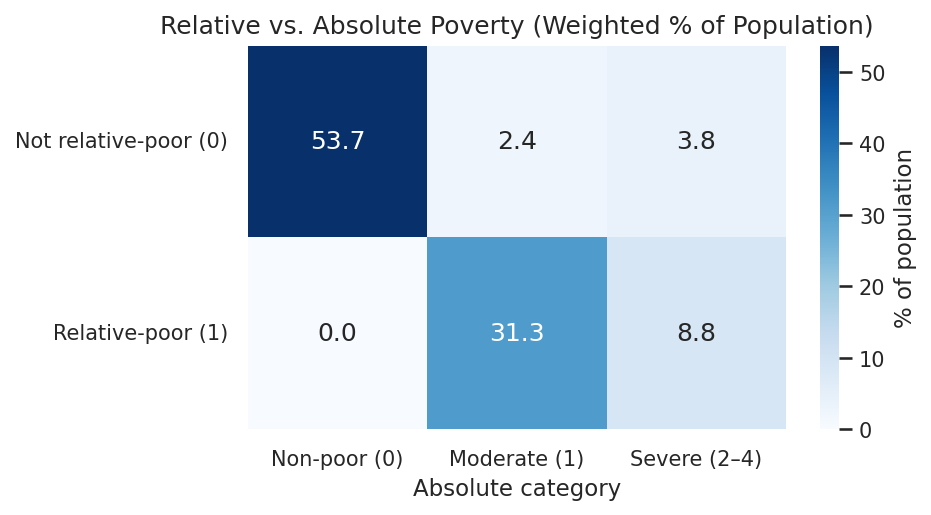 Relative vs. Absolute Poverty (Weighted % of Population)
Not relative-poor (0)
53.7
2.4
3.8
Relative-poor (1)
0.0
31.3
8.8
Non-poor (0)
Moderate (1)
Severe (2–4)
Absolute category
50
40
30
20
10
0
% of population